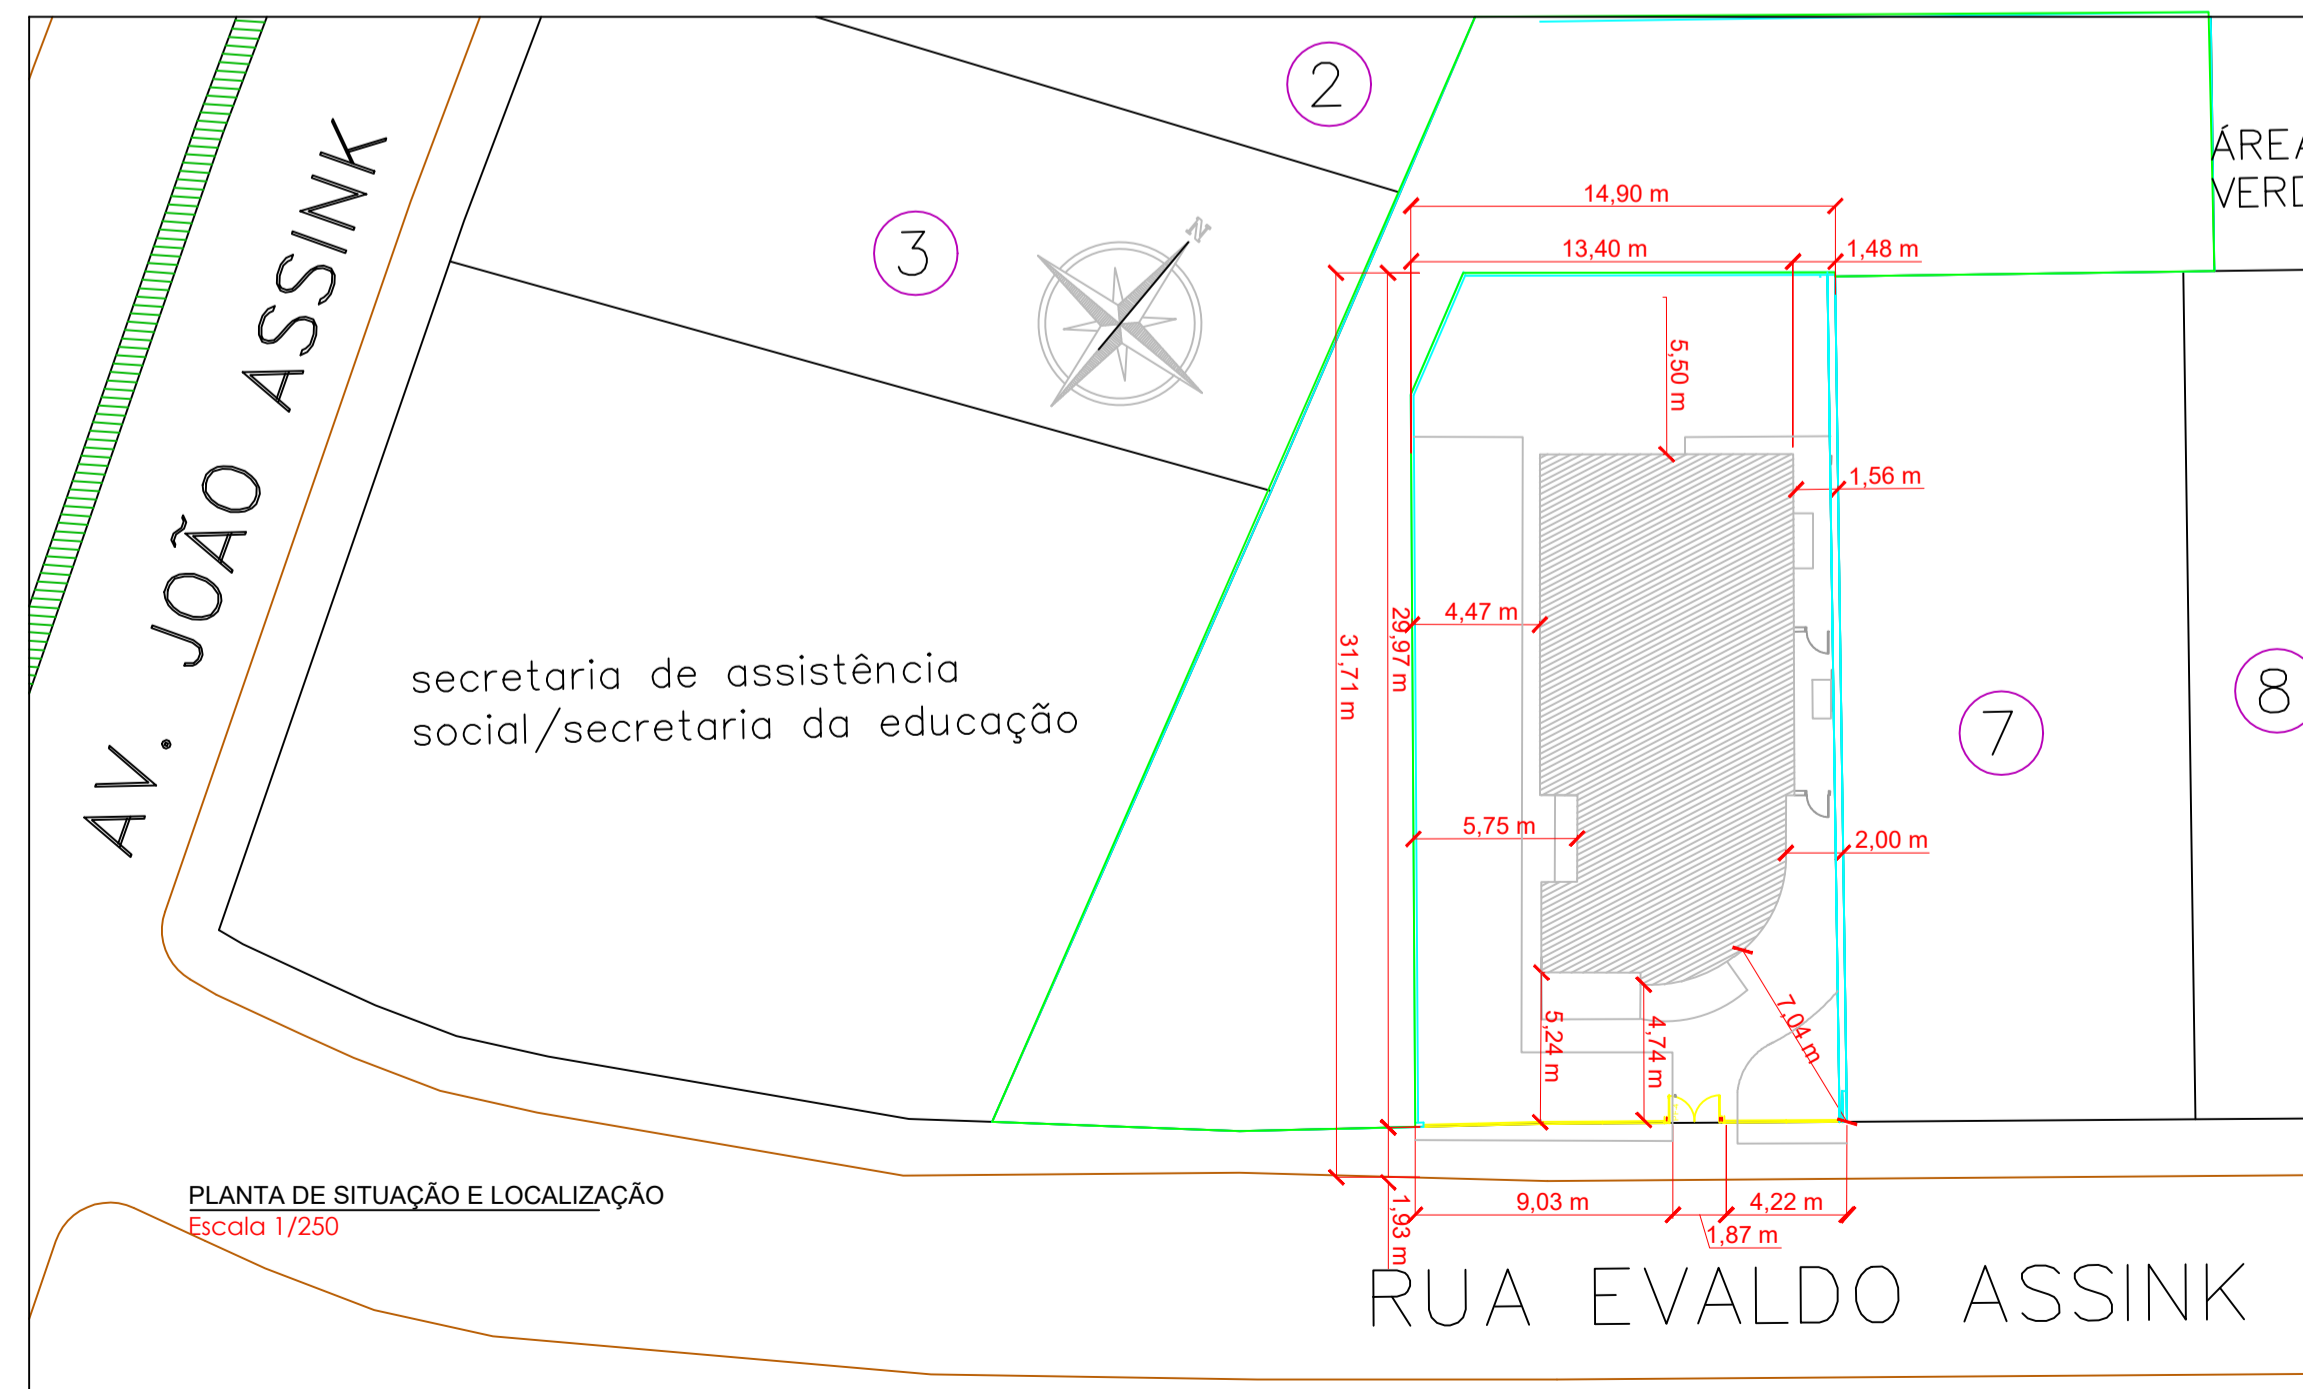 2
ÁREA
VERD
14,90 m
3
N
13,40 m
1,48 m
5,50 m
AV. JOÃO ASSINK
1,56 m
4,47 m
29,97 m
31,71 m
secretaria de assistência
social/secretaria da educação
8
7
5,75 m
2,00 m
5,24 m
4,74 m
7,04 m
PLANTA DE SITUAÇÃO E LOCALIZAÇÃO
Escala 1/250
9,03 m
4,22 m
1,93 m
1,87 m
RUA EVALDO ASSINK